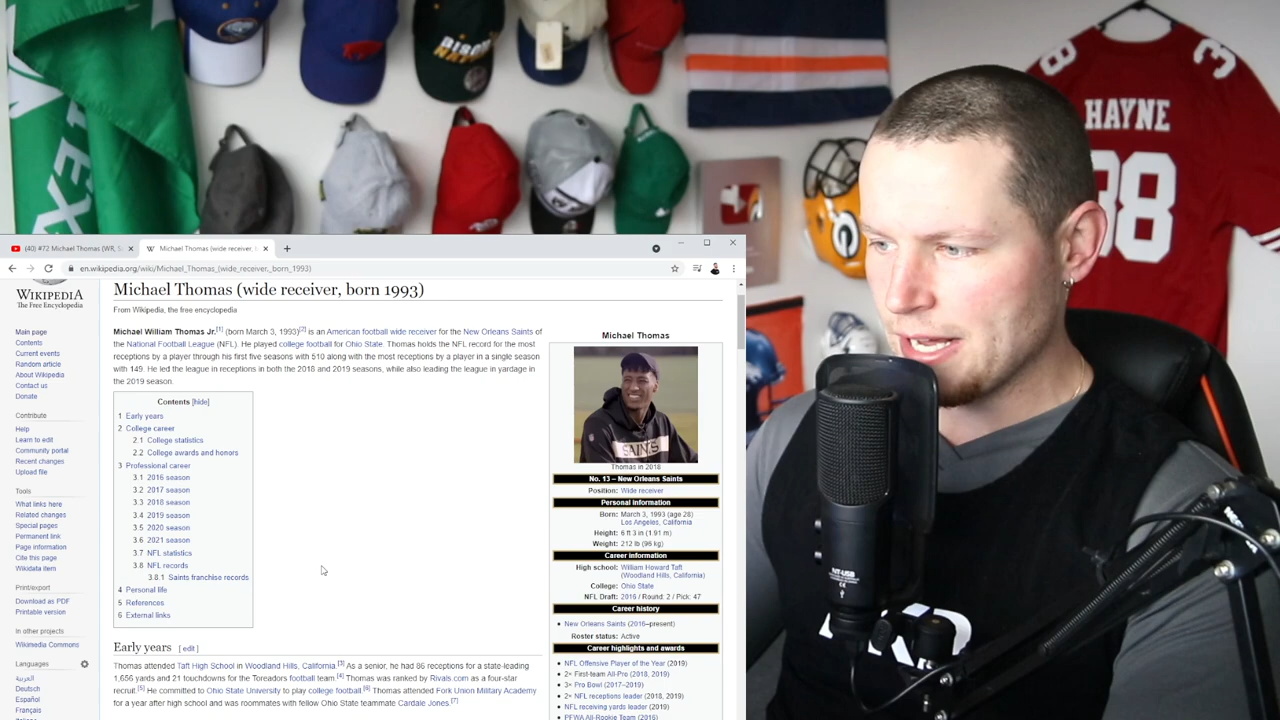 BISON
NATION
HAYNE
38
3
8
(40) #72 Michael Thomas (WR, S
Michael Thomas (wide receiver,
en.wikipedia.org/wiki/Michael_Thomas_(wide_receiver,_born_1993)
WIKIPEDIA
The Free Encyclopedia
Main page
Contents
Current events
Random article
About Wikipedia
Contact us
Donate
Contribute
Help
Learn to edit
Community portal
Recent changes
Upload file
Tools
What links here
Related changes
Special pages
Permanent link
Page information
Cite this page
Wikidata item
Print/export
Download as PDF
Printable version
In other projects
Wikimedia Commons
Languages
العربية
Deutsch
Español
Français
Michael Thomas (wide receiver, born 1993)
From Wikipedia, the free encyclopedia
Michael William Thomas Jr.[1] (born March 3, 1993)[2] is an American football wide receiver for the New Orleans Saints of
the National Football League (NFL). He played college football for Ohio State. Thomas holds the NFL record for the most
receptions by a player through his first five seasons with 510 along with the most receptions by a player in a single season
with 149. He led the league in receptions in both the 2018 and 2019 seasons, while also leading the league in yardage in
the 2019 season.
Contents [hide]
1 Early years
2 College career
2.1 College statistics
2.2 College awards and honors
3 Professional career
3.1 2016 season
3.2 2017 season
3.3 2018 season
3.4 2019 season
3.5 2020 season
3.6 2021 season
3.7 NFL statistics
3.8 NFL records
3.8.1 Saints franchise records
4 Personal life
5 References
6 External links
Early years [ edit ]
Thomas attended Taft High School in Woodland Hills, California.[3] As a senior, he had 86 receptions for a state-leading
1,656 yards and 21 touchdowns for the Toreadors football team.[4] Thomas was ranked by Rivals.com as a four-star
recruit.[5] He committed to Ohio State University to play college football.[6] Thomas attended Fork Union Military Academy
for a year after high school and was roommates with fellow Ohio State teammate Cardale Jones.[7]
Michael Thomas
SAINTS
Thomas in 2018
No. 13 – New Orleans Saints
Position: Wide receiver
Personal information
Born: March 3, 1993 (age 28)
Los Angeles, California
Height: 6 ft 3 in (1.91 m)
Weight: 212 lb (96 kg)
Career information
High school: William Howard Taft
(Woodland Hills, California)
College: Ohio State
NFL Draft: 2016 / Round: 2 / Pick: 47
Career history
• New Orleans Saints (2016–present)
Roster status: Active
Career highlights and awards
• NFL Offensive Player of the Year (2019)
• 2× First-team All-Pro (2018, 2019)
• 3× Pro Bowl (2017–2019)
• 2× NFL receptions leader (2018, 2019)
• NFL receiving yards leader (2019)
• PFWA All-Rookie Team (2016)
NT-USB